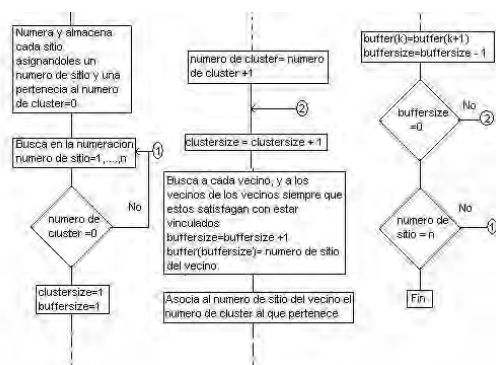 Numera y almacena
cada sitio
asignandoles un
numero de sitio y una
pertenecia al numero
de cluster=0
Busca en la numeracion
numero de sitio=1,....,n
1
numero de
cluster =0
No
clustersize=1
buffersize=1
numero de cluster= numero
de cluster +1
2
clustersize = clustersize + 1
Busca a cada vecino, y a los
vecinos de los vecinos siempre que
estos satisfagan con estar
vinculados
buffersize=buffersize +1
buffer(buffersize)= numero de sitio
del vecino.
Asocia al numero de sitio del vecino el
numero de cluster al que pertenece
buffer(k)=buffer(k+1)
buffersize=buffersize - 1
buffersize
=0
No
2
numero de
sitio = n
No
1
Fin